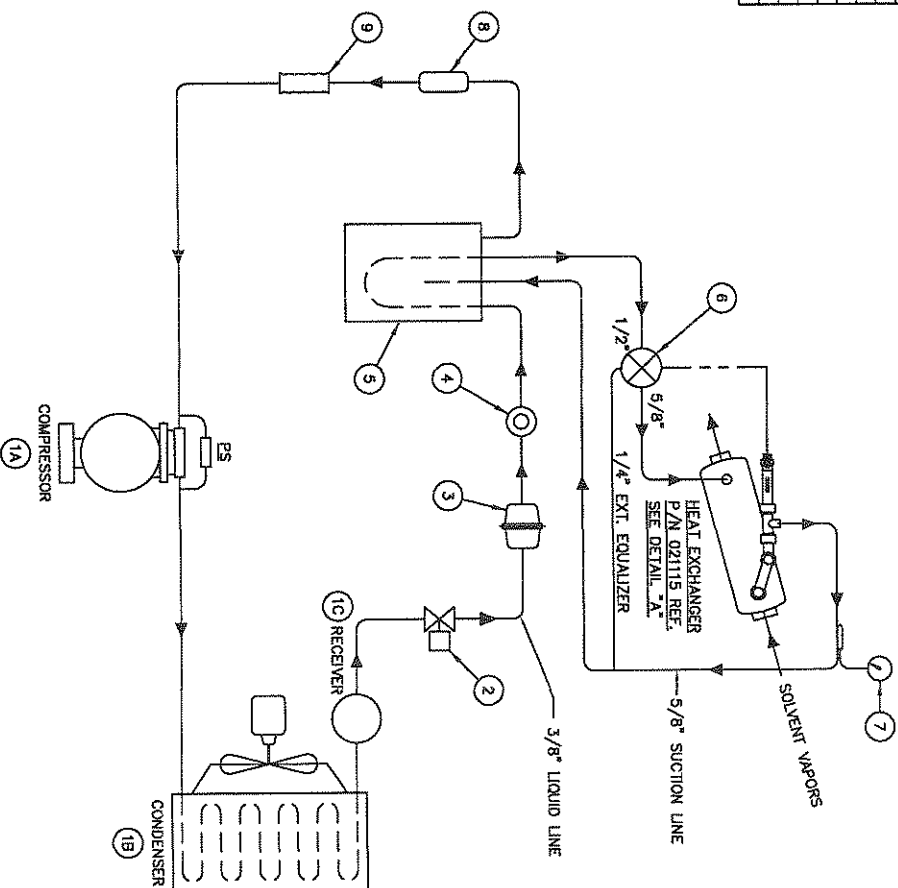 9
8
5
4
3
2
6
7
1/2"
5/8"
1/4" EXT. EQUALIZER
HEAT EXCHANGER
P/N 021115 REF.
SEE DETAIL "A"
SOLVENT VAPORS
5/8" SUCTION LINE
3/8" LIQUID LINE
1C RECEIVER
PS
COMPRESSOR
1A
CONDENSER
1B